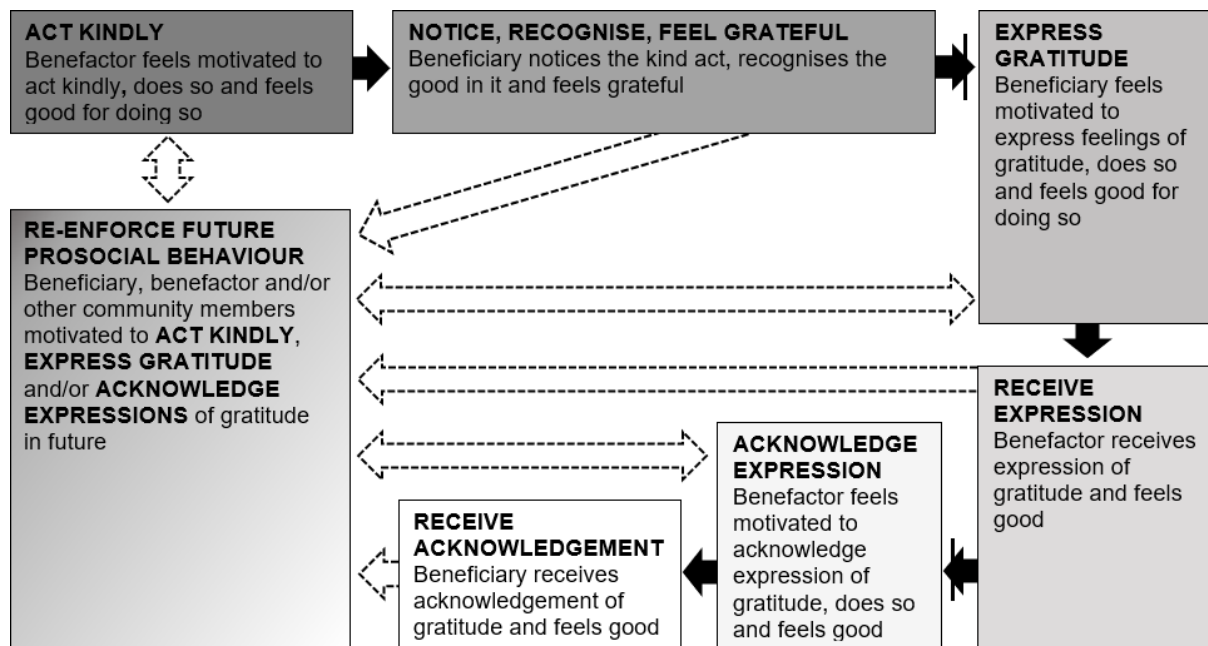 ACT KINDLY
Benefactor feels motivated to
act kindly, does so and feels
good for doing so
NOTICE, RECOGNISE, FEEL GRATEFUL
Beneficiary notices the kind act, recognises the
good in it and feels grateful
EXPRESS
GRATITUDE
Beneficiary feels
motivated to
express feelings of
gratitude, does so
and feels good for
doing so
RE-ENFORCE FUTURE
PROSOCIAL BEHAVIOUR
Beneficiary, benefactor and/or
other community members
motivated to ACT KINDLY,
EXPRESS GRATITUDE
and/or ACKNOWLEDGE
EXPRESSIONS of gratitude
in future
RECEIVE
EXPRESSION
Benefactor receives
expression of
gratitude and feels
good
ACKNOWLEDGE
EXPRESSION
Benefactor feels
motivated to
acknowledge
expression of
gratitude, does so
and feels good
RECEIVE
ACKNOWLEDGEMENT
Beneficiary receives
acknowledgement of
gratitude and feels good